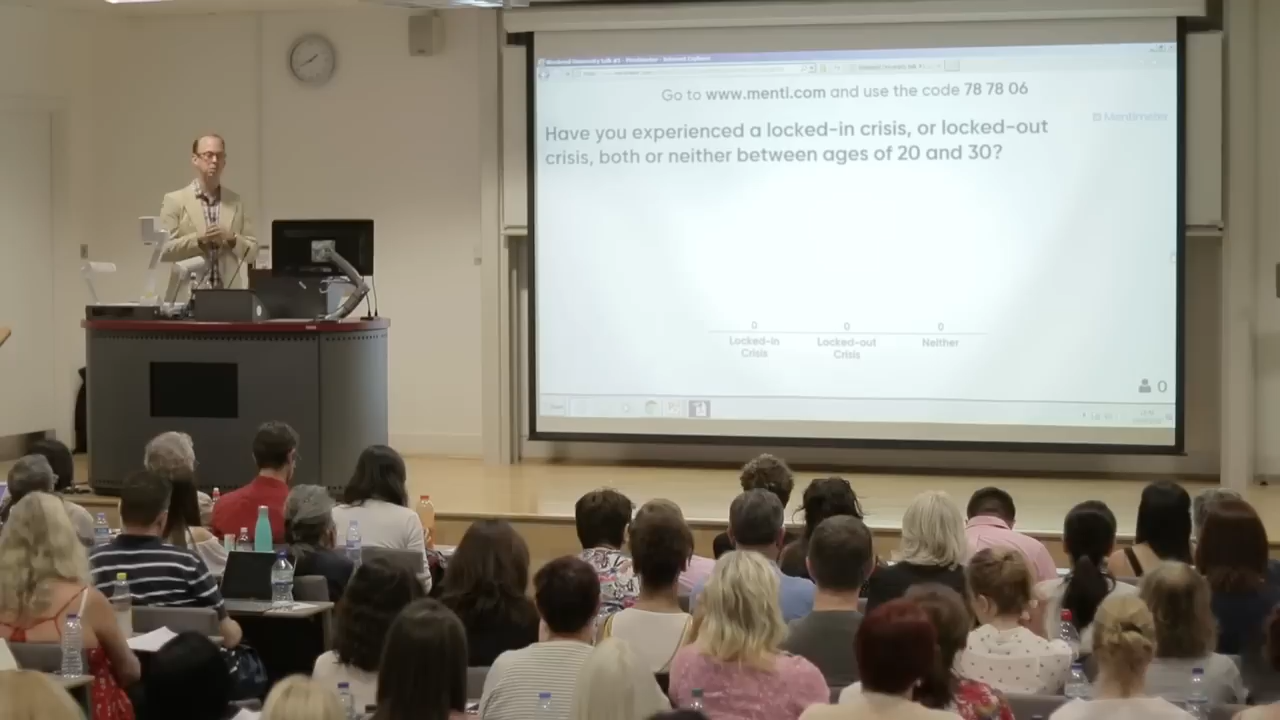 Go to www.menti.com and use the code 78 78 06
Mentimeter
Have you experienced a locked-in crisis, or locked-out
crisis, both or neither between ages of 20 and 30?
0 0 0
Locked-in Locked-out Neither
Crisis Crisis
0